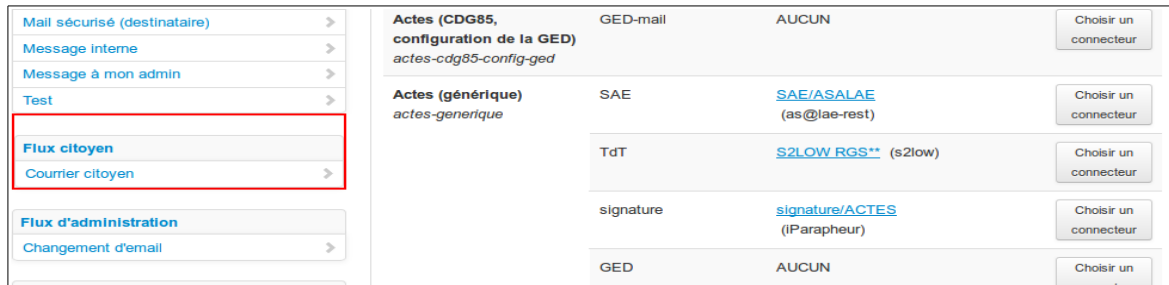 Mail sécurisé (destinataire)
Message interne
Message à mon admin
Test
Flux citoyen
Courrier citoyen
Flux d'administration
Changement d'email
Actes (CDG85,
configuration de la GED)
actes-cdg85-config-ged
GED-mail
AUCUN
Choisir un
connecteur
Actes (générique)
actes-generique
SAE
SAE/ASALAE
(as@lae-rest)
Choisir un
connecteur
TdT
S2LOW RGS** (s2low)
Choisir un
connecteur
signature
signature/ACTES
(iParapheur)
Choisir un
connecteur
GED
AUCUN
Choisir un